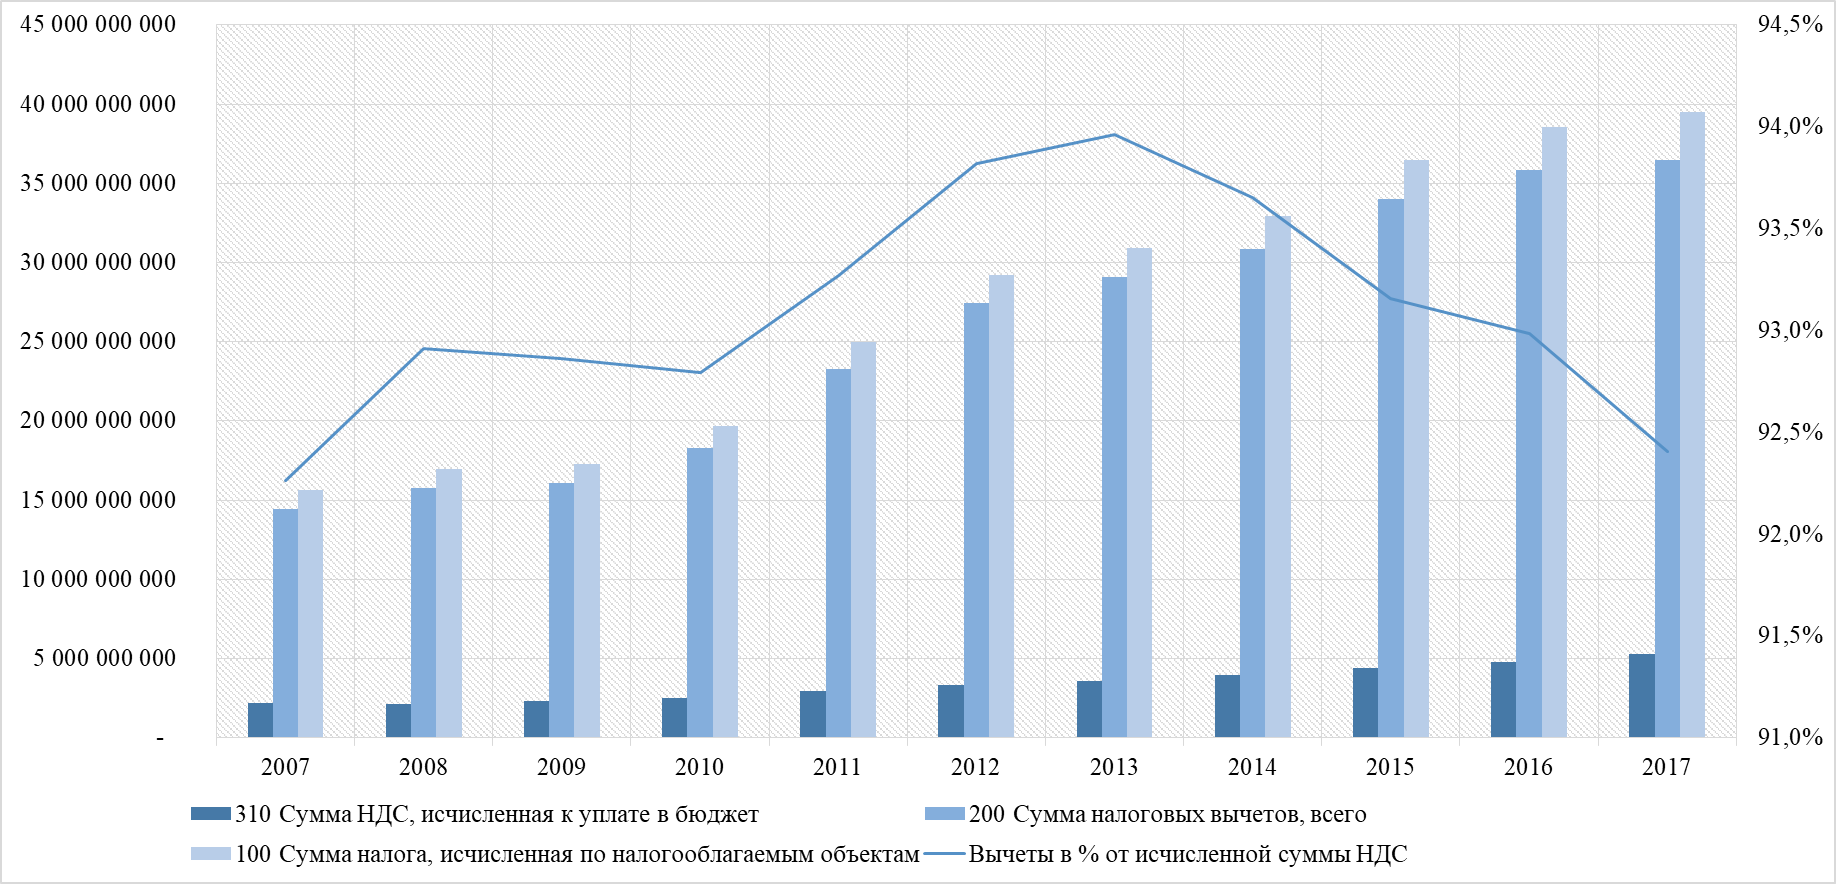 45 000 000 000
40 000 000 000
35 000 000 000
30 000 000 000
25 000 000 000
20 000 000 000
15 000 000 000
10 000 000 000
5 000 000 000
-
94,5%
94,0%
93,5%
93,0%
92,5%
92,0%
91,5%
91,0%
2007 2008 2009 2010 2011 2012 2013 2014 2015 2016 2017
310 Сумма НДС, исчисленная к уплате в бюджет
200 Сумма налоговых вычетов, всего
100 Сумма налога, исчисленная по налогооблагаемым объектам
Вычеты в % от исчисленной суммы НДС